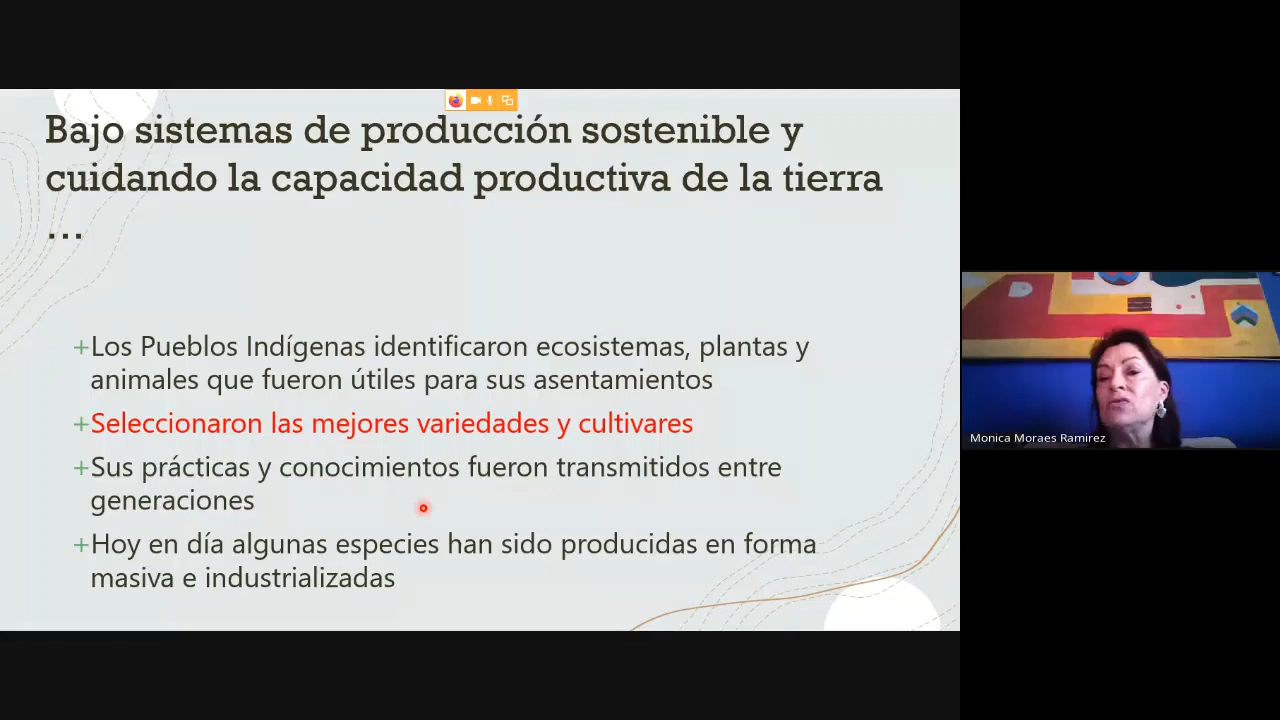 Bajo sistemas de producción sostenible y
cuidando la capacidad productiva de la tierra
...
+Los Pueblos Indígenas identificaron ecosistemas, plantas y
animales que fueron útiles para sus asentamientos
+Seleccionaron las mejores variedades y cultivares
+Sus prácticas y conocimientos fueron transmitidos entre
generaciones
+Hoy en día algunas especies han sido producidas en forma
masiva e industrializadas
Monica Moraes Ramirez